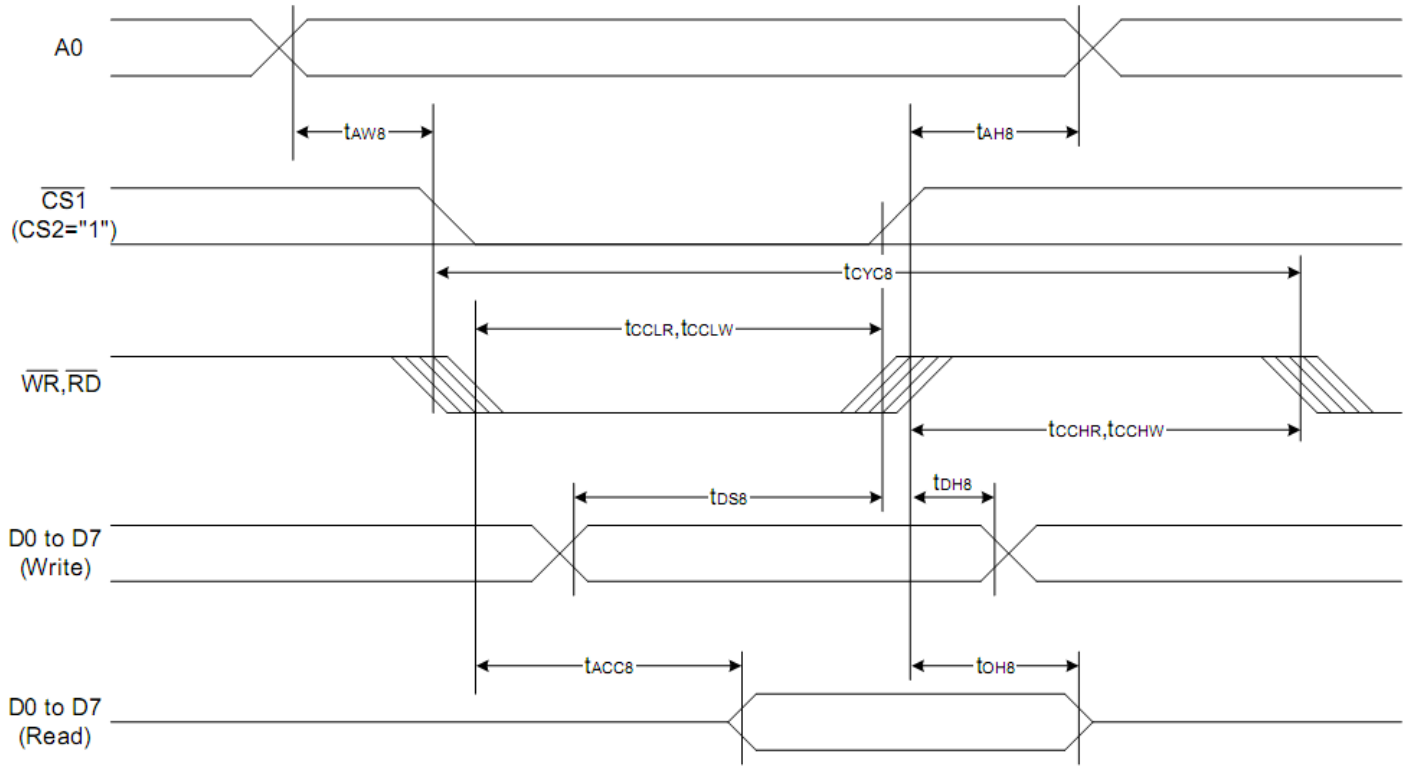 A0
tAW8
tAH8
CS1
(CS2="1")
tCYC8
tCCLR,tCCLW
WR,RD
tCCHR,tCCHW
tDS8
tDH8
D0 to D7
(Write)
tACC8
tOH8
D0 to D7
(Read)